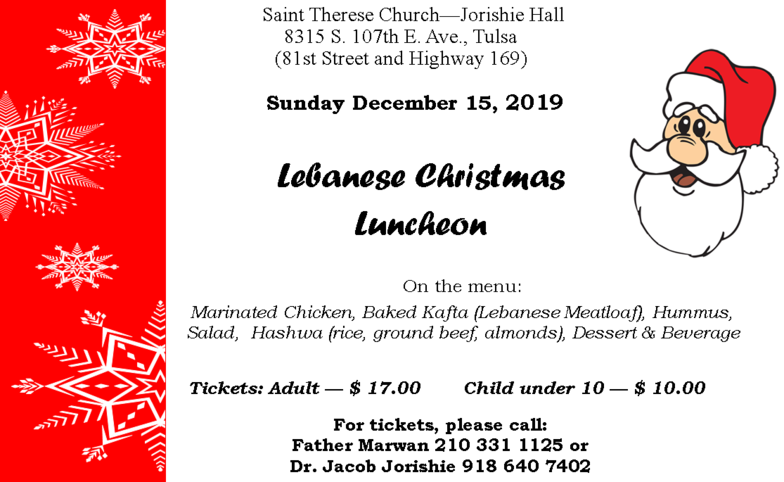 Saint Therese Church—Jorishie Hall
8315 S. 107th E. Ave., Tulsa
(81st Street and Highway 169)
Sunday December 15, 2019
Lebanese Christmas
Luncheon
On the menu:
Marinated Chicken, Baked Kafta (Lebanese Meatloaf), Hummus,
Salad, Hashwa (rice, ground beef, almonds), Dessert & Beverage
Tickets: Adult — $ 17.00 Child under 10 — $ 10.00
For tickets, please call:
Father Marwan 210 331 1125 or
Dr. Jacob Jorishie 918 640 7402